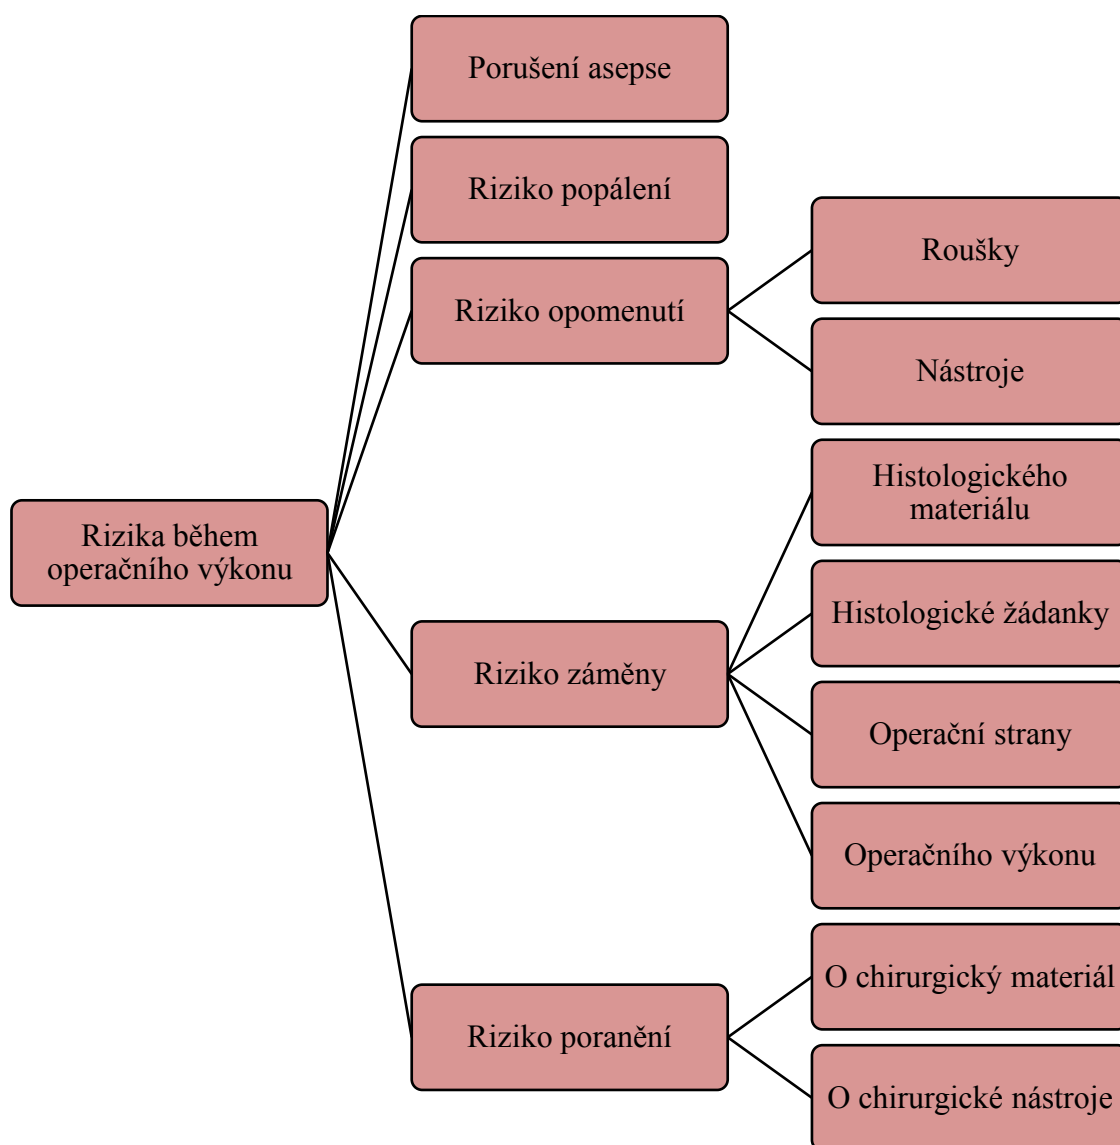 Porušení asepse
Riziko popálení
Riziko opomenutí
Roušky
Nástroje
Rizika během
operačního výkonu
Riziko záměny
Histologického
materiálu
Histologické žádanky
Operační strany
Operačního výkonu
Riziko poranění
O chirurgický materiál
O chirurgické nástroje